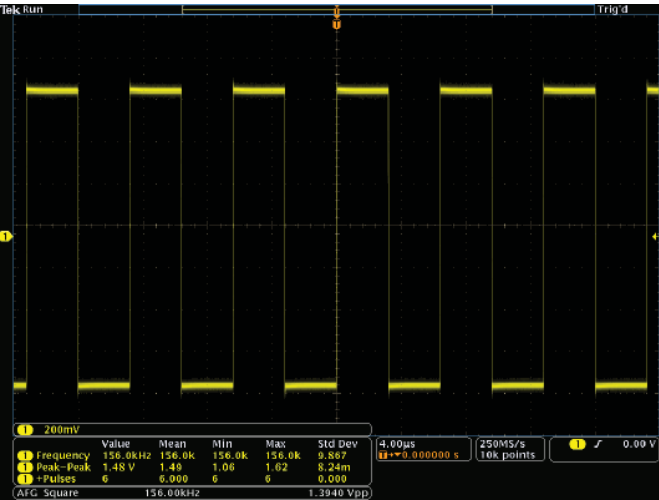 Tek Run Trig'd
T
T
1
1 200mV
Value Mean Min Max Std Dev
1 Frequency 156.0kHz 156.0k 156.0k 156.0k 9.867
1 Peak-Peak 1.48 V 1.49 1.06 1.62 8.24m
1 +Pulses 6 6.000 6 6 0.000
4.00µs
T→▼0.000000 s
250MS/s
10k points
1 ∫ 0.00 V
AFG Square 156.00kHz 1.3940 Vpp